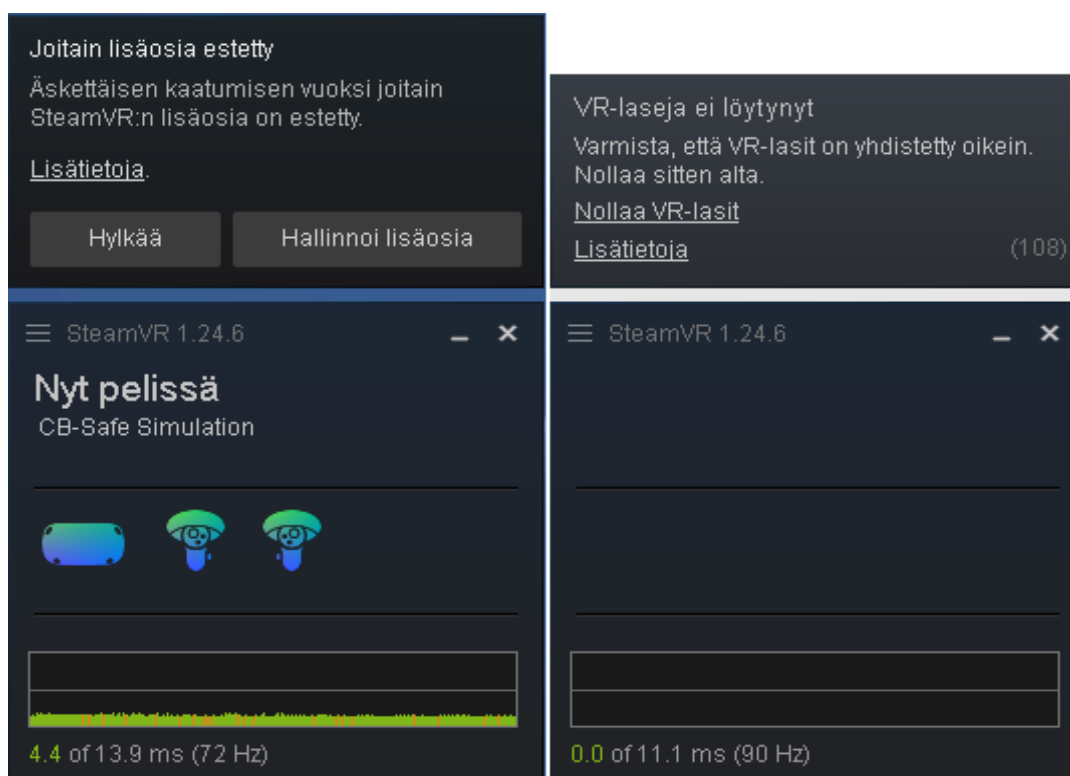 Joitain lisäosia estetty
Äskettäisen kaatumisen vuoksi joitain
SteamVR:n lisäosia on estetty.
Lisätietoja.
Hylkää
Hallinnoi lisäosia
SteamVR 1.24.6
Nyt pelissä
CB-Safe Simulation
4.4 of 13.9 ms (72 Hz)
VR-laseja ei löytynyt
Varmista, että VR-lasit on yhdistetty oikein.
Nollaa sitten alta.
Nollaa VR-lasit
Lisätietoja
(108)
SteamVR 1.24.6
0.0 of 11.1 ms (90 Hz)